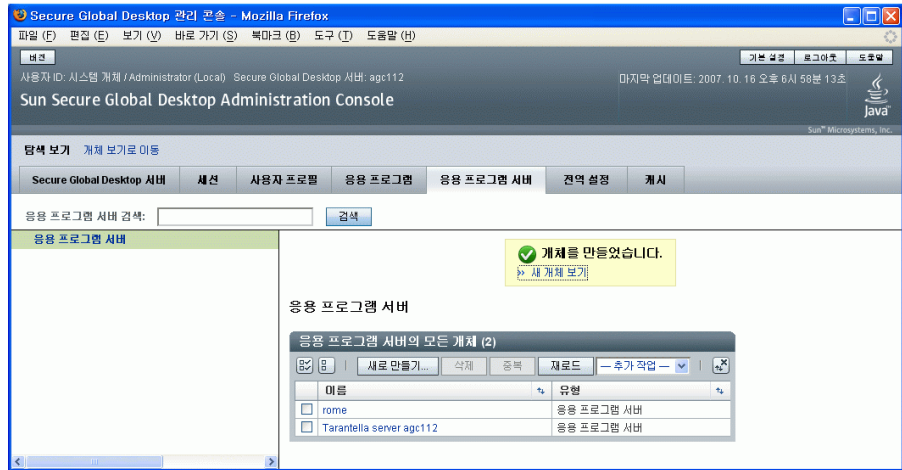 Secure Global Desktop 관리 콘솔 - Mozilla Firefox
파일 (F) 편집 (E) 보기 (V) 바로 가기 (S) 북마크 (B) 도구 (T) 도움말 (H)
버전 기본 설정 로그아웃 도움말
사용자 ID: 시스템 개체 / Administrator (Local) Secure Global Desktop 서버: agc112 마지막 업데이트: 2007. 10. 16 오후 6시 58분 13초
Sun Secure Global Desktop Administration Console
Java
Sun™ Microsystems, Inc.
탐색 보기 개체 보기로 이동
Secure Global Desktop 서버 세션 사용자 프로필 응용 프로그램 응용 프로그램 서버 전역 설정 캐시
응용 프로그램 서버 검색: 검색
응용 프로그램 서버
개체를 만들었습니다.
» 새 개체 보기
응용 프로그램 서버
응용 프로그램 서버의 모든 개체 (2)
새로 만들기... 삭제 중복 재로드 — 추가 작업 —
이름 유형
rome 응용 프로그램 서버
Tarantella server agc112 응용 프로그램 서버